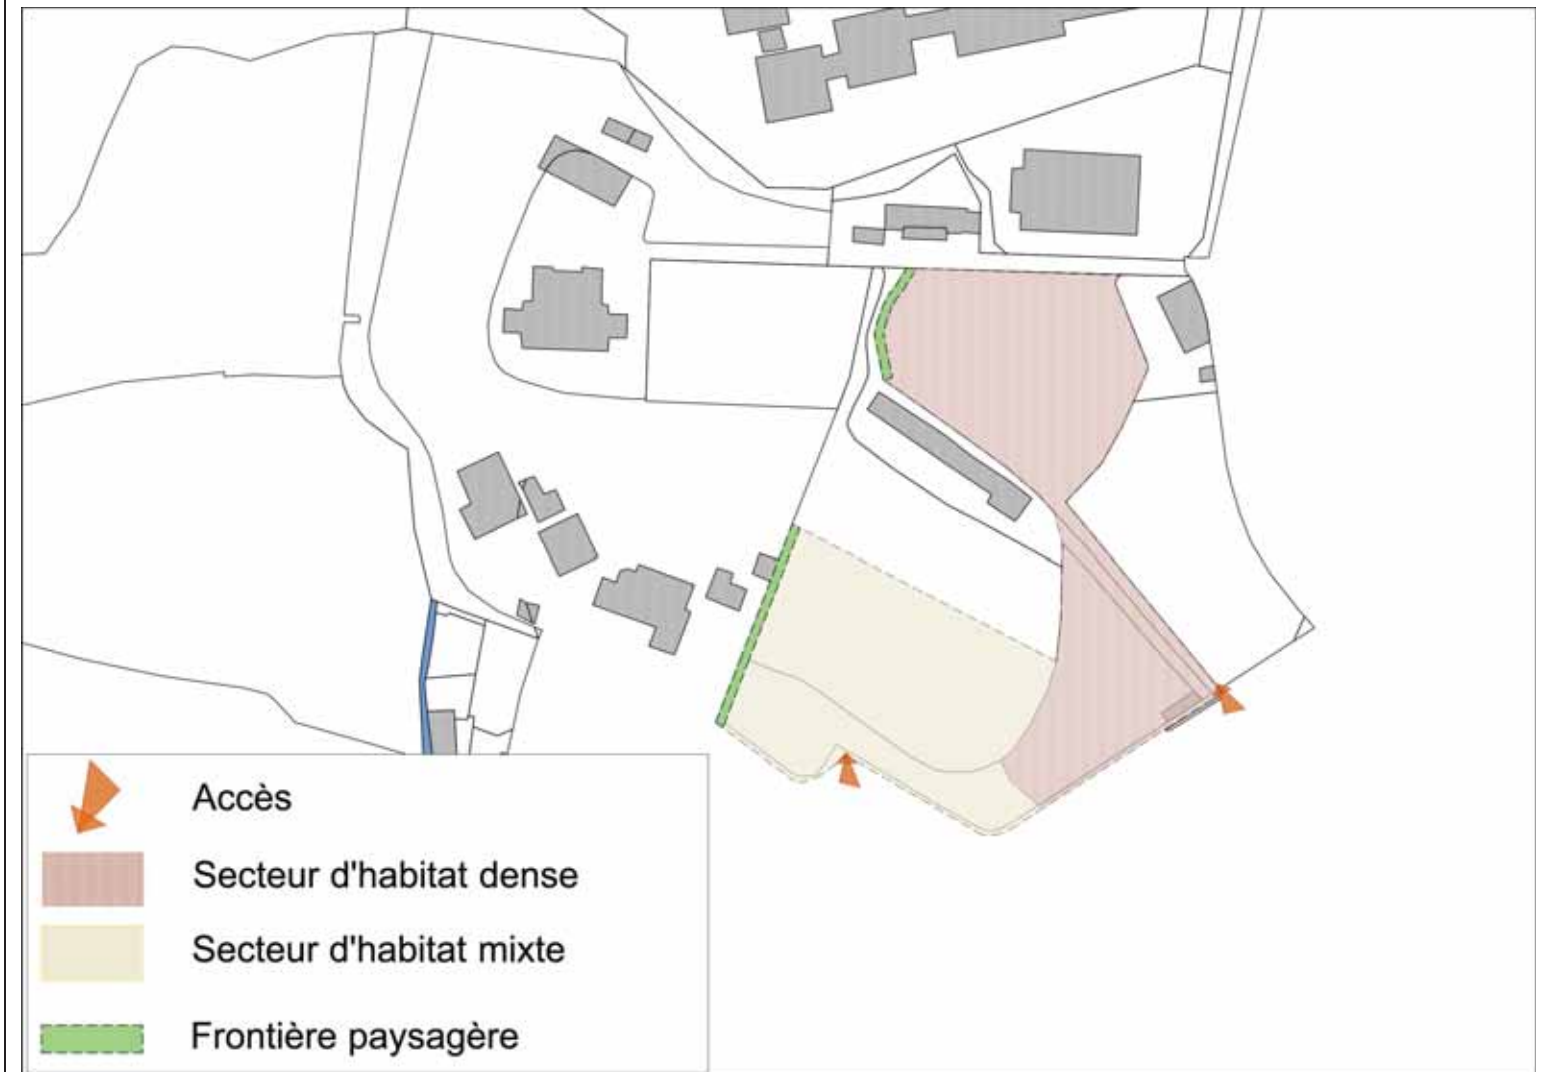 Accès
Secteur d'habitat dense
Secteur d'habitat mixte
Frontière paysagère